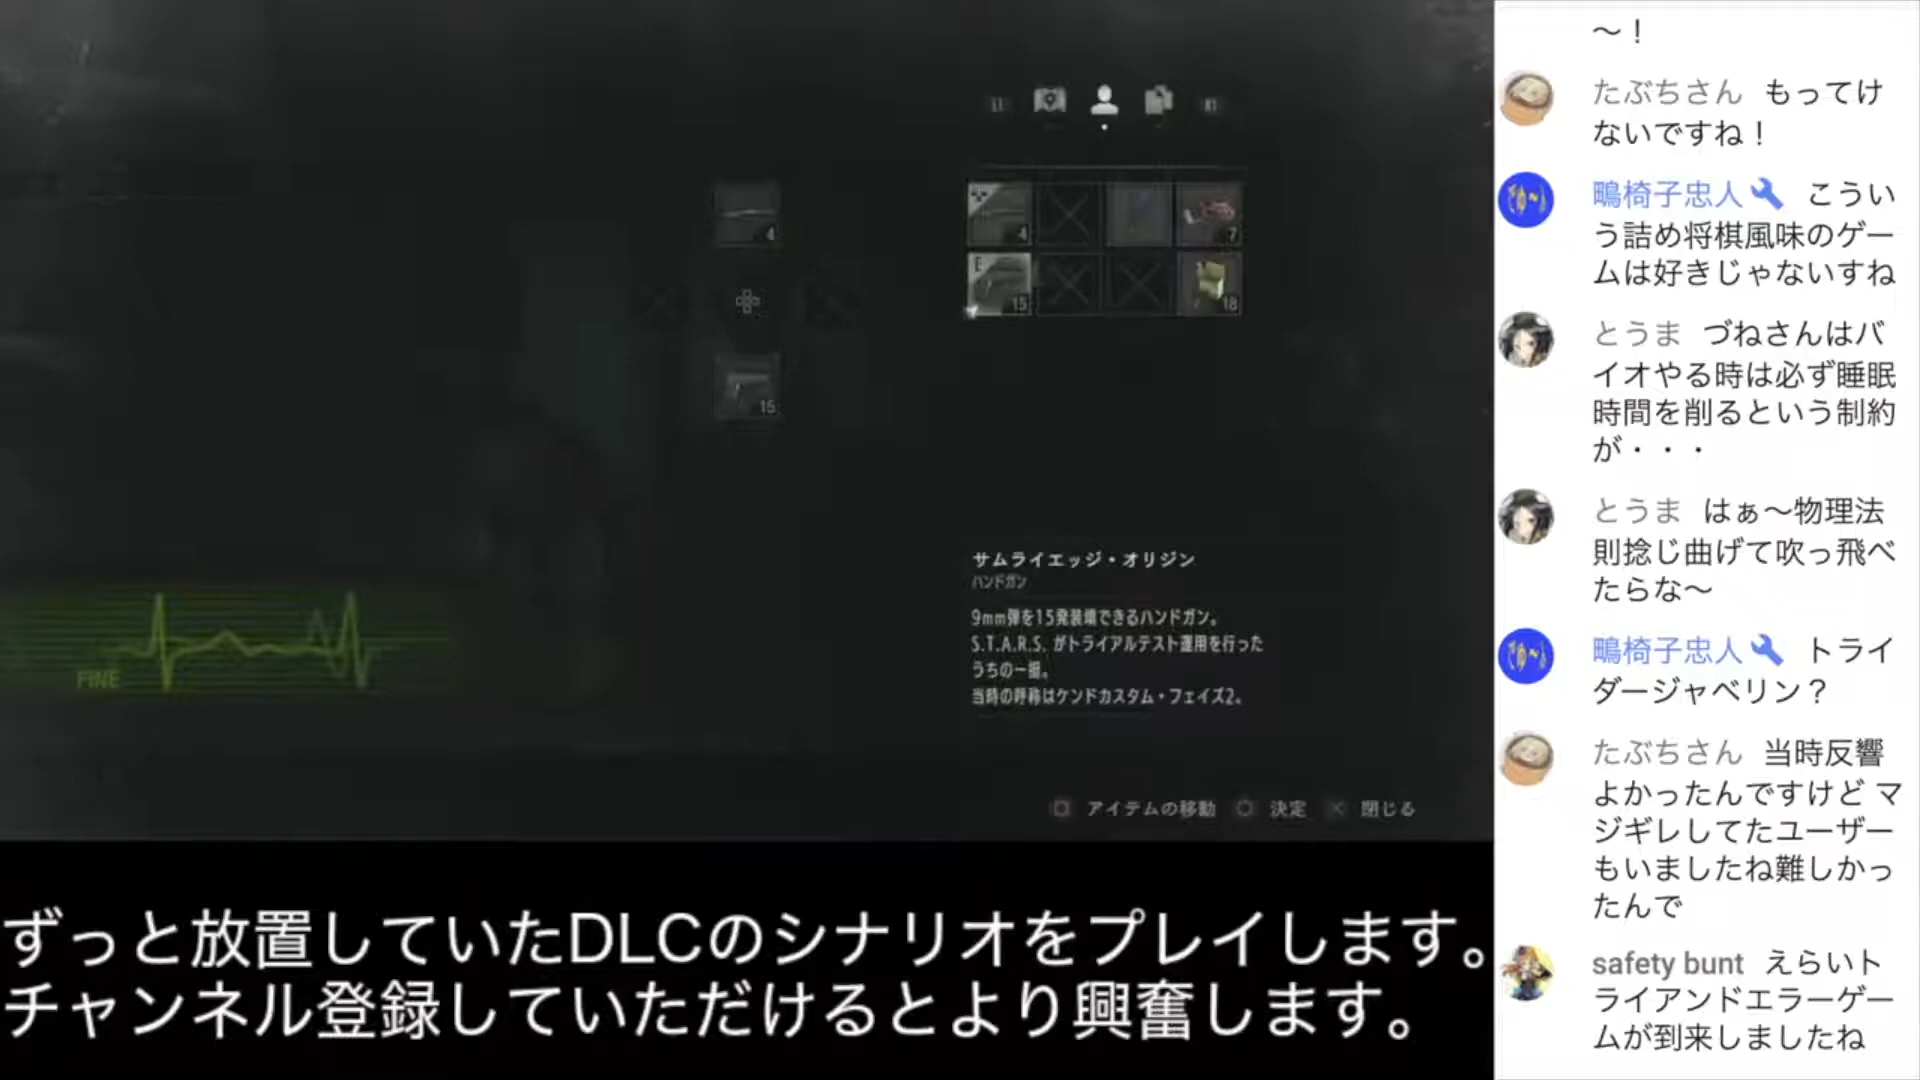 L1
R1
4
4
7
E
15
18
15
FINE
サムライエッジ・オリジン
ハンドガン
9mm弾を15発装填できるハンドガン。
S.T.A.R.S. がトライアルテスト運用を行った
うちの一挺。
当時の呼称はケンドカスタム・フェイズ2。
アイテムの移動 決定 閉じる
ずっと放置していたDLCのシナリオをプレイします。
チャンネル登録していただけるとより興奮します。
～！
たぶちさん もってけ
ないですね！
鴫椅子忠人 こうい
う詰め将棋風味のゲー
ムは好きじゃないすね
とうま づねさんはバ
イオやる時は必ず睡眠
時間を削るという制約
が・・・
とうま はぁ～物理法
則捻じ曲げて吹っ飛べ
たらな～
鴫椅子忠人 トライ
ダージャベリン？
たぶちさん 当時反響
よかったんですけど マ
ジギレしてたユーザー
もいましたね難しかっ
たんで
safety bunt えらいト
ライアンドエラーゲー
ムが到来しましたね